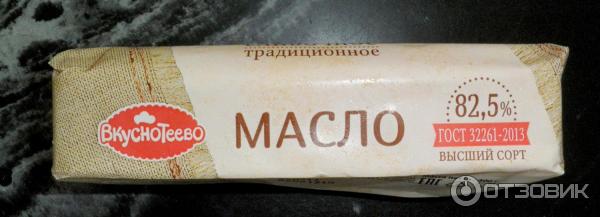 традиционное
ВКУСНОТЕЕВО
МАСЛО
82,5%
ГОСТ 32261-2013
ВЫСШИЙ СОРТ
ОТЗОВИК